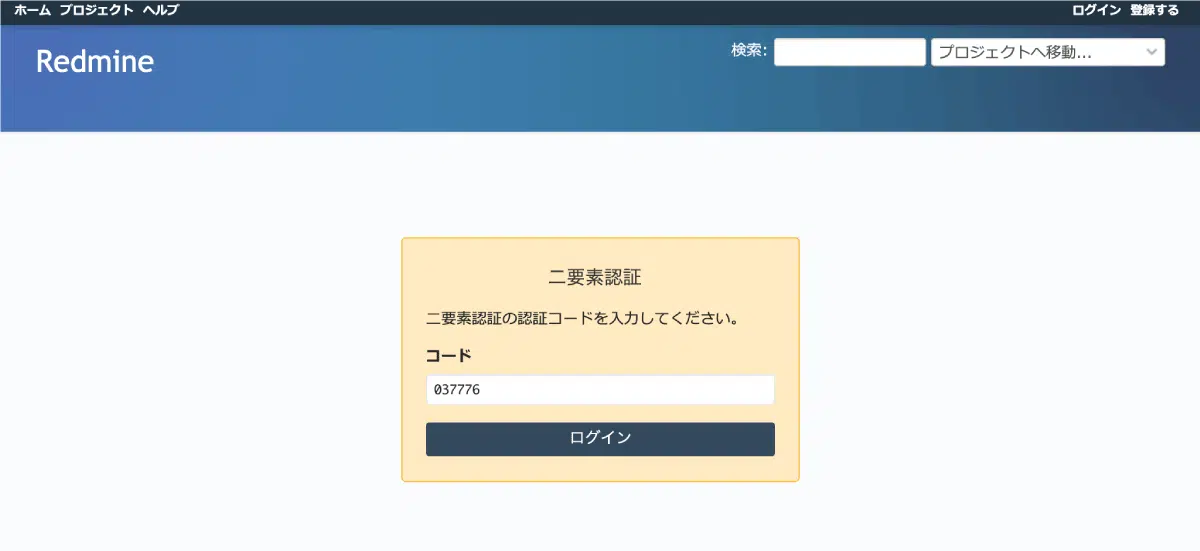 ホーム プロジェクト ヘルプ
ログイン 登録する
Redmine
検索:
プロジェクトへ移動...
二要素認証
二要素認証の認証コードを入力してください。
コード
037776
ログイン